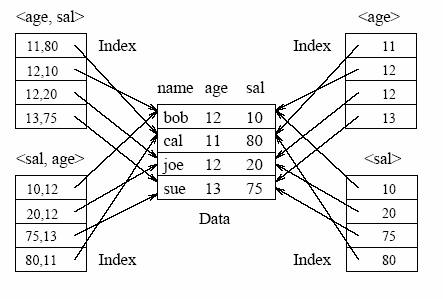 <age, sal>
11,80
12,10
12,20
13,75
Index
<sal, age>
10,12
20,12
75,13
80,11
Index
name age sal
bob 12 10
cal 11 80
joe 12 20
sue 13 75
Data
<age>
Index
11
12
12
13
<sal>
10
20
75
80
Index